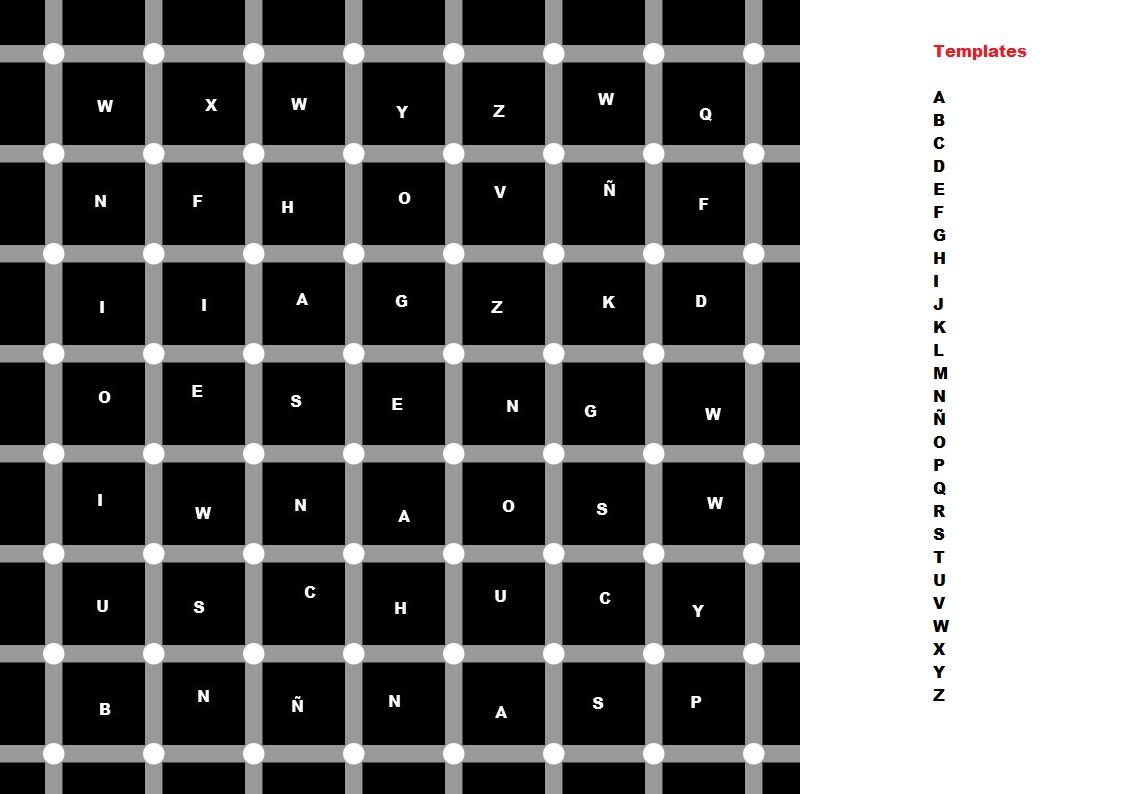 W X W Y Z W Q
N F H O V Ñ F
I I A G Z K D
O E S E N G W
I W N A O S W
U S C H U C Y
B N Ñ N A S P
Templates
A
B
C
D
E
F
G
H
I
J
K
L
M
N
Ñ
O
P
Q
R
S
T
U
V
W
X
Y
Z